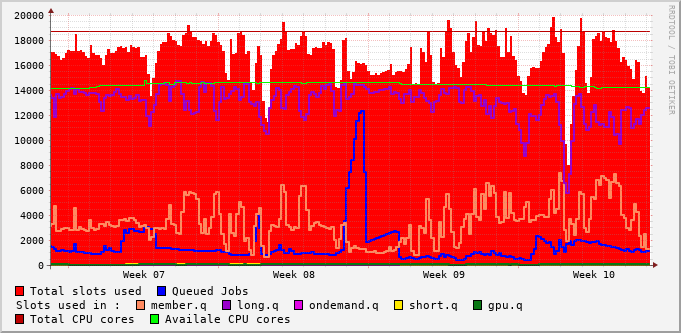 RRDTOOL / TOBI OETIKER
20000
18000
16000
14000
12000
10000
8000
6000
4000
2000
0
Week 07 Week 08 Week 09 Week 10
Total slots used Queued Jobs
Slots used in : member.q long.q ondemand.q short.q gpu.q
Total CPU cores Availale CPU cores